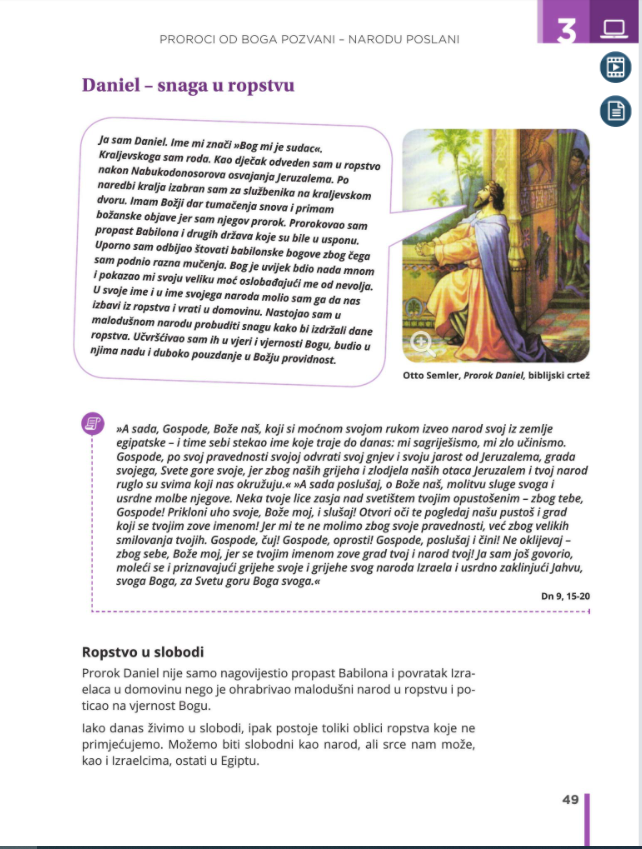 PROROCI OD BOGA POZVANI – NARODU POSLANI
3
Daniel – snaga u ropstvu
Ja sam Daniel. Ime mi znači »Bog mi je sudac«.
Kraljevskoga sam roda. Kao dječak odveden sam u ropstvo
nakon Nabukodonosorova osvajanja Jeruzalema. Po
naredbi kralja izabran sam za službenika na kraljevskom
dvoru. Imam Božji dar tumačenja snova i primam
božanske objave jer sam njegov prorok. Prorokovao sam
propast Babilona i drugih država koje su bile u usponu.
Uporno sam odbijao štovati babilonske bogove zbog čega
sam podnio razna mučenja. Bog je uvijek bdio nada mnom
i pokazao mi svoju veliku moć oslobađajući me od nevolja.
U svoje ime i u ime svojega naroda molio sam ga da nas
izbavi iz ropstva i vrati u domovinu. Nastojao sam u
malodušnom narodu probuditi snagu kako bi izdržali dane
ropstva. Učvršćivao sam ih u vjeri i vjernosti Bogu, budio u
njima nadu i duboko pouzdanje u Božju providnost.
Otto Semler, Prorok Daniel, biblijski crtež
»A sada, Gospode, Bože naš, koji si moćnom svojom rukom izveo narod svoj iz zemlje
egipatske – i time sebi stekao ime koje traje do danas: mi sagriješismo, mi zlo učinismo.
Gospode, po svoj pravednosti svojoj odvrati svoj gnjev i svoju jarost od Jeruzalema, grada
svojega, Svete gore svoje, jer zbog naših grijeha i zlodjela naših otaca Jeruzalem i tvoj narod
ruglo su svima koji nas okružuju.« »A sada poslušaj, o Bože naš, molitvu sluge svoga i
usrdne molbe njegove. Neka tvoje lice zasja nad svetištem tvojim opustošenim – zbog tebe,
Gospode! Prikloni uho svoje, Bože moj, i slušaj! Otvori oči te pogledaj našu pustoš i grad
koji se tvojim zove imenom! Jer mi te ne molimo zbog svoje pravednosti, već zbog velikih
smilovanja tvojih. Gospode, čuj! Gospode, oprosti! Gospode, poslušaj i čini! Ne oklijevaj –
zbog sebe, Bože moj, jer se tvojim imenom zove grad tvoj i narod tvoj! Ja sam još govorio,
moleći se i priznavajući grijehe svoje i grijehe svog naroda Izraela i usrdno zaklinjući Jahvu,
svoga Boga, za Svetu goru Boga svoga.«
Dn 9, 15-20
Ropstvo u slobodi
Prorok Daniel nije samo nagovijestio propast Babilona i povratak Izra-
elaca u domovinu nego je ohrabrivao malodušni narod u ropstvu i po-
ticao na vjernost Bogu.
Iako danas živimo u slobodi, ipak postoje toliki oblici ropstva koje ne
primjećujemo. Možemo biti slobodni kao narod, ali srce nam može,
kao i Izraelcima, ostati u Egiptu.
49